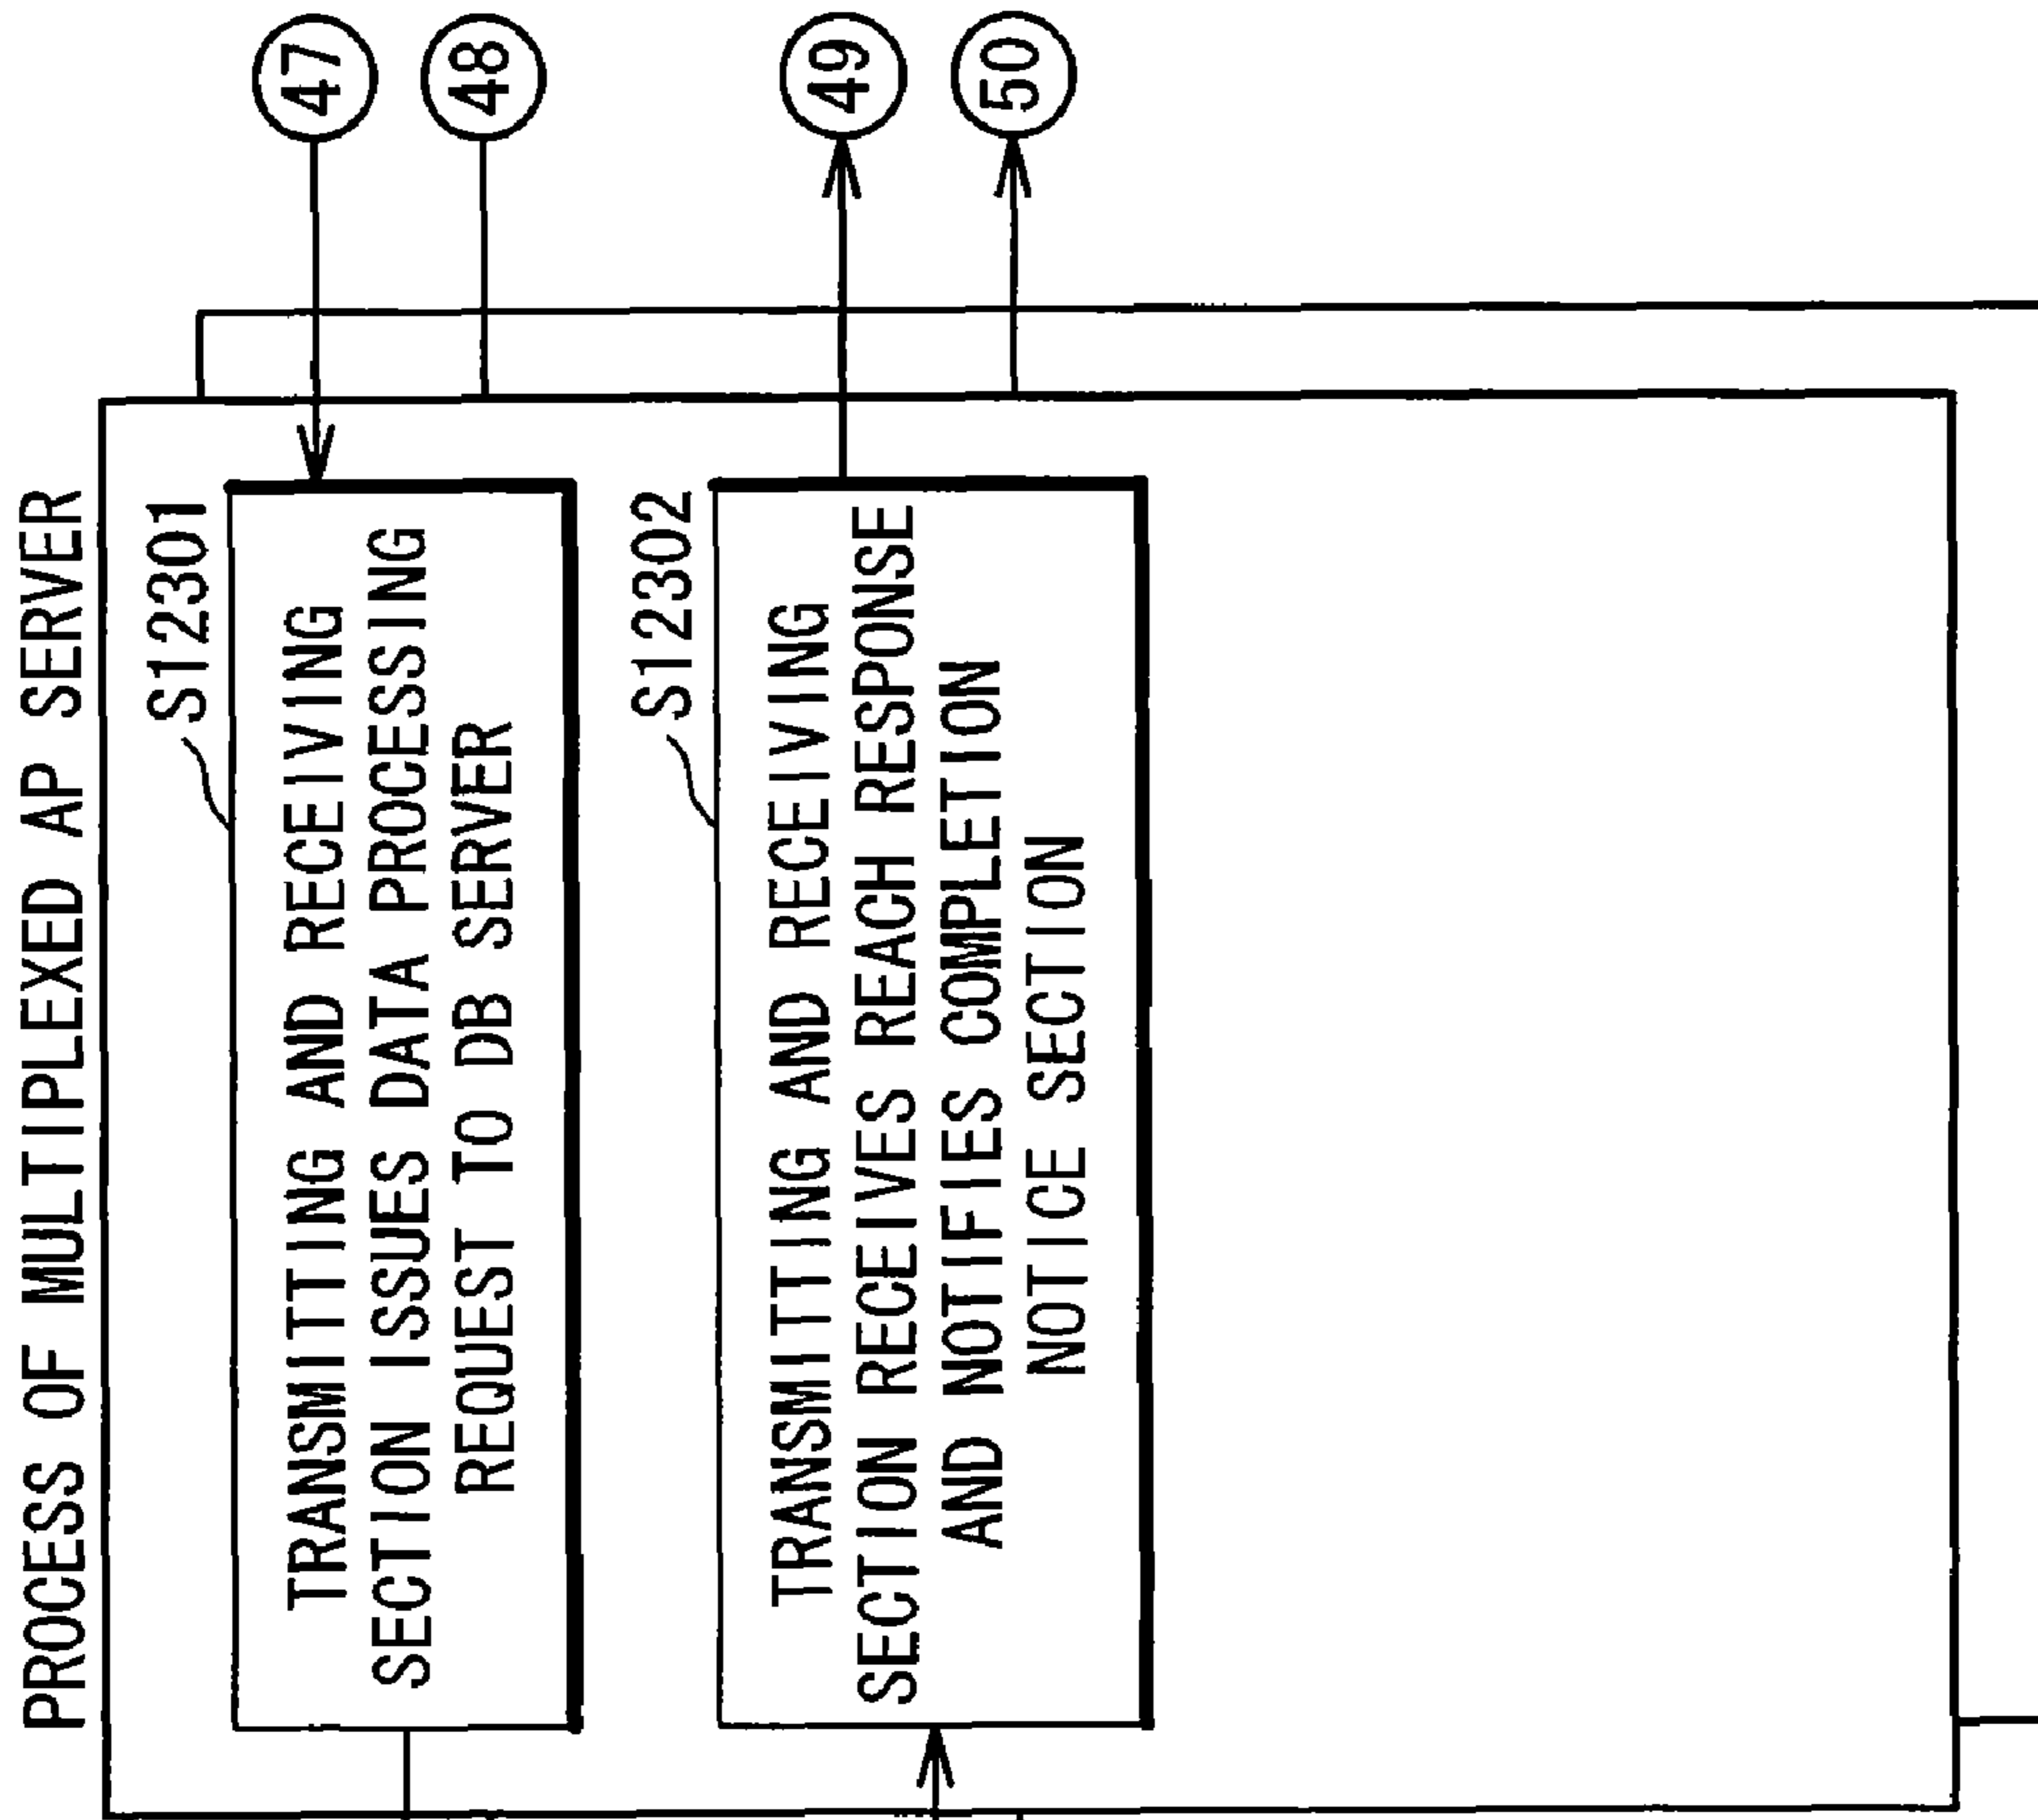 PROCESS OF MULTIPLEXED AP SERVER
S12301
TRANSMITTING AND RECEIVING
SECTION ISSUES DATA PROCESSING
REQUEST TO DB SERVER
S12302
TRANSMITTING AND RECEIVING
SECTION RECEIVES REACH RESPONSE
AND NOTIFIES COMPLETION
NOTICE SECTION
47
48
49
50